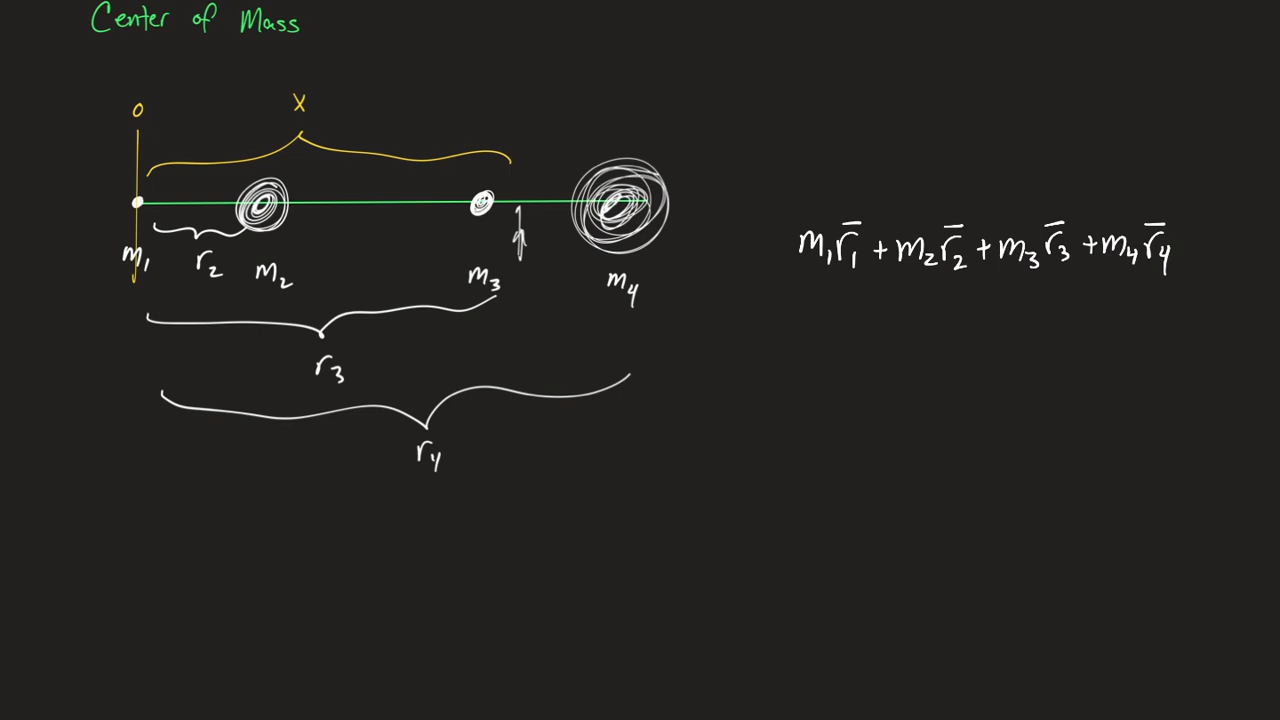 Center of Mass
0 x
m₁ r₂ m₂ m₃ m₄
m₁r̅₁ + m₂r̅₂ + m₃r̅₃ + m₄r̅₄
r₃
r₄